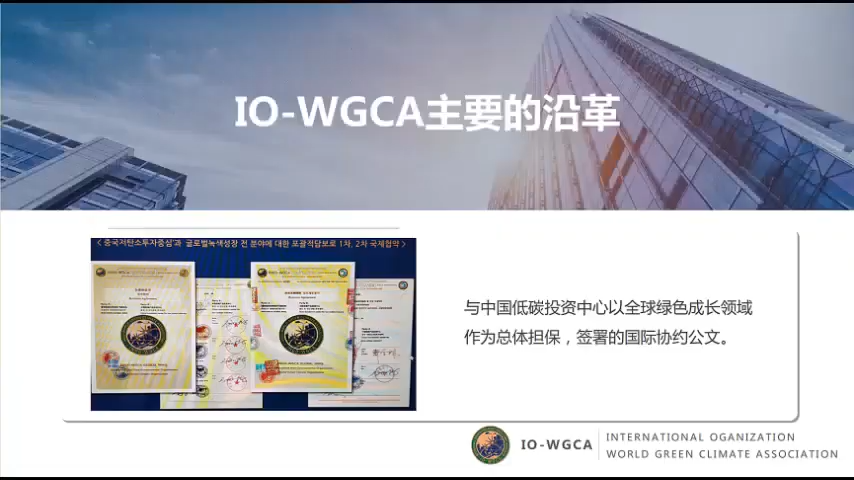 IO-WGCA主要的沿革
< 중국저탄소투자중심'과 글로벌녹색성장 전 분야에 대한 포괄적담보로 1차, 2차 국제협약 >
与中国低碳投资中心以全球绿色成长领域
作为总体担保，签署的国际协约公文。
IO-WGCA
INTERNATIONAL OGANIZATION
WORLD GREEN CLIMATE ASSOCIATION